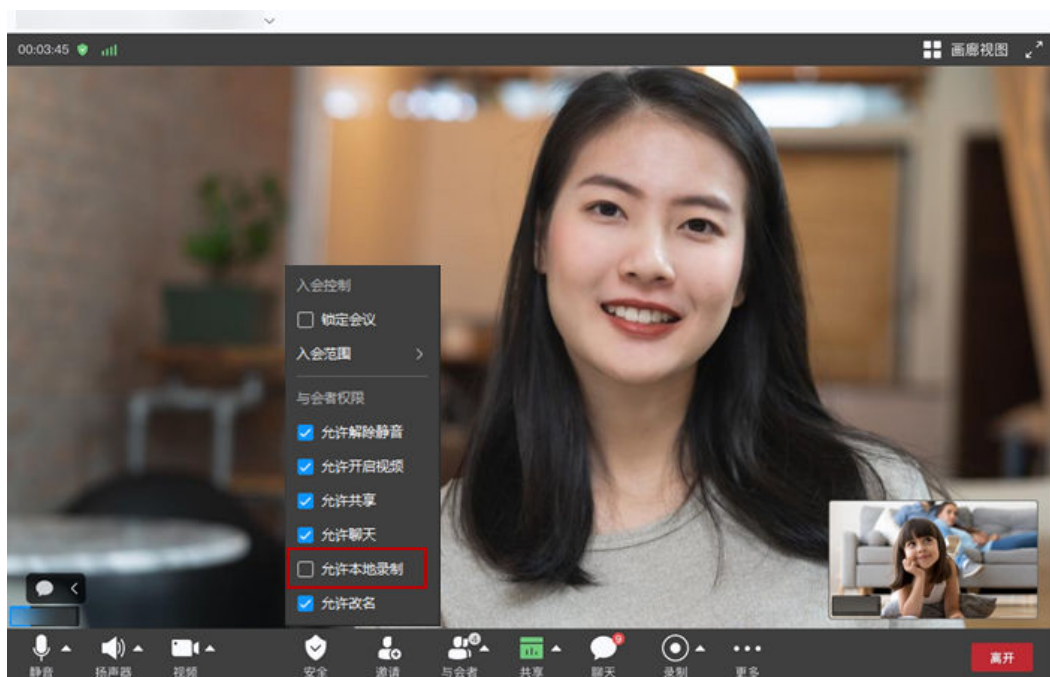 00:03:45
画廊视图
入会控制
锁定会议
入会范围
与会者权限
允许解除静音
允许开启视频
允许共享
允许聊天
允许本地录制
允许改名
4
9
静音
扬声器
视频
安全
邀请
与会者
共享
聊天
录制
更多
离开